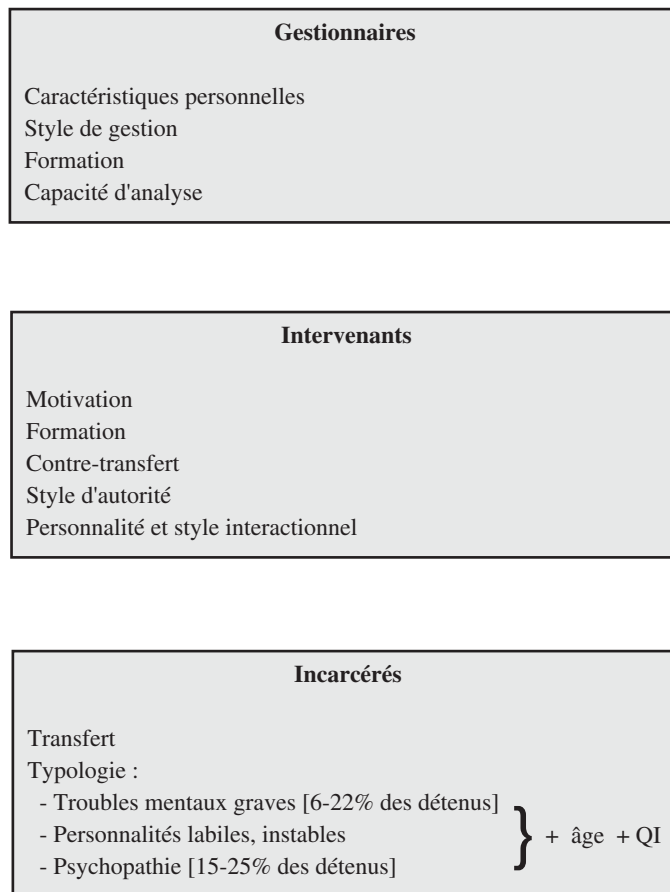 Gestionnaires
Caractéristiques personnelles
Style de gestion
Formation
Capacité d'analyse
Intervenants
Motivation
Formation
Contre-transfert
Style d'autorité
Personnalité et style interactionnel
Incarcérés
Transfert
Typologie :
- Troubles mentaux graves [6-22% des détenus]
- Personnalités labiles, instables
- Psychopathie [15-25% des détenus]
} + âge + QI